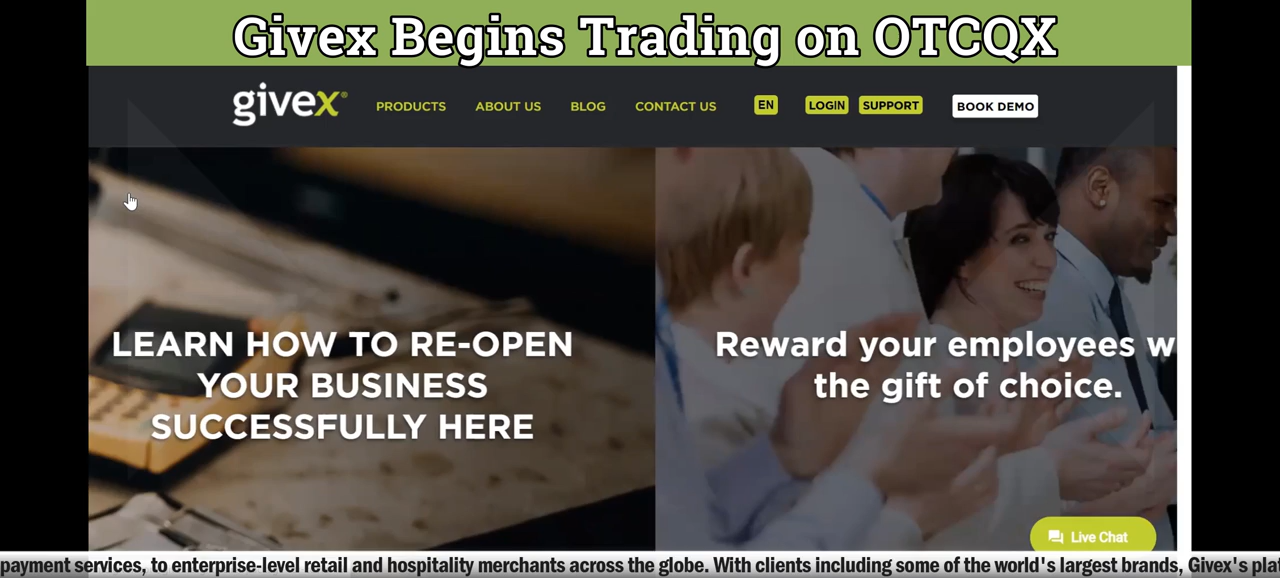 Givex Begins Trading on OTCQX
givex®
PRODUCTS ABOUT US BLOG CONTACT US EN LOGIN SUPPORT BOOK DEMO
LEARN HOW TO RE-OPEN
YOUR BUSINESS
SUCCESSFULLY HERE
Reward your employees w
the gift of choice.
Live Chat
payment services, to enterprise-level retail and hospitality merchants across the globe. With clients including some of the world's largest brands, Givex's pla